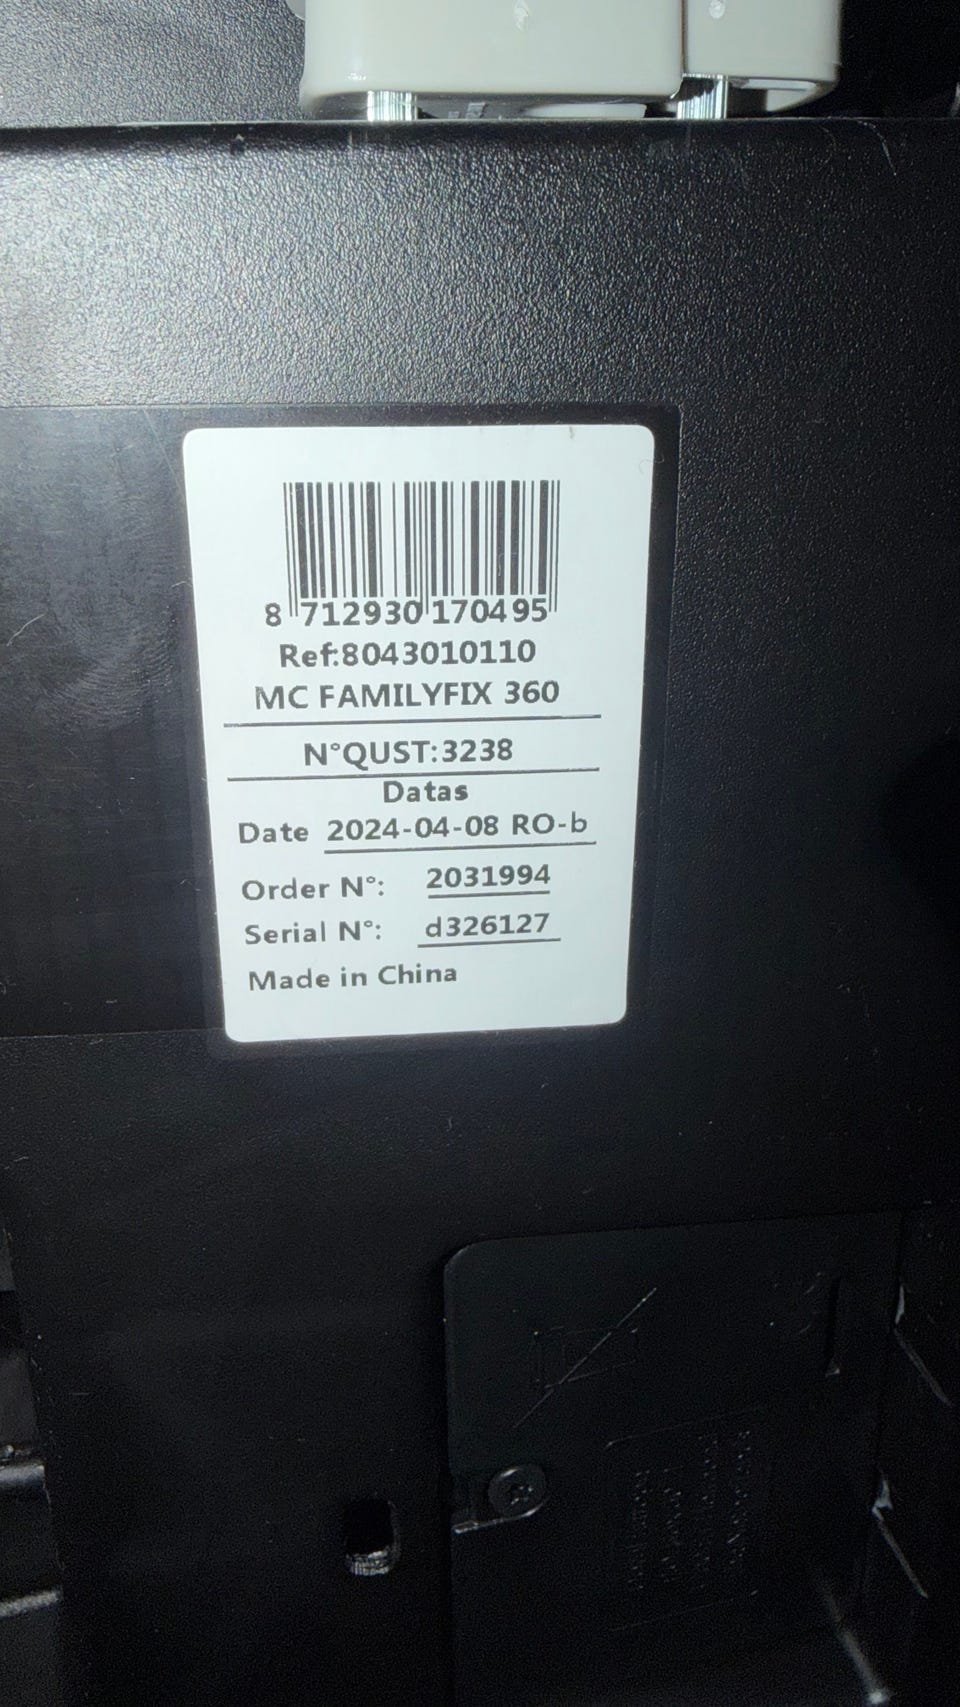 8 712930 170495
Ref:8043010110
MC FAMILYFIX 360
N°QUST:3238
Datas
Date 2024-04-08 RO-b
Order N°: 2031994
Serial N°: d326127
Made in China